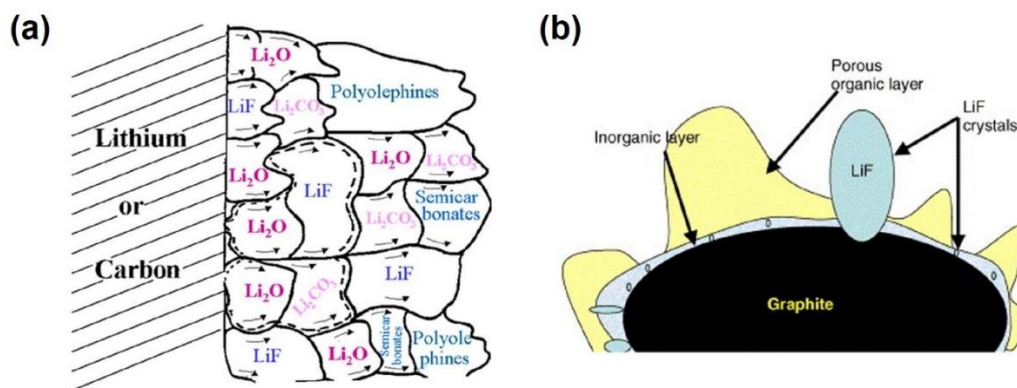 (a)
Li₂O
Polyolephines
LiF
Li₂CO₃
Lithium
or
Carbon
Li₂O
LiF
Li₂O
Li₂CO₃
Li₂O
Li₂CO₃
Semicar
bonates
Li₂O
Li₂CO₃
LiF
LiF
Li₂O
Semicar
bonates
Polyole
phines
(b)
Porous
organic layer
LiF
crystals
Inorganic layer
LiF
Graphite